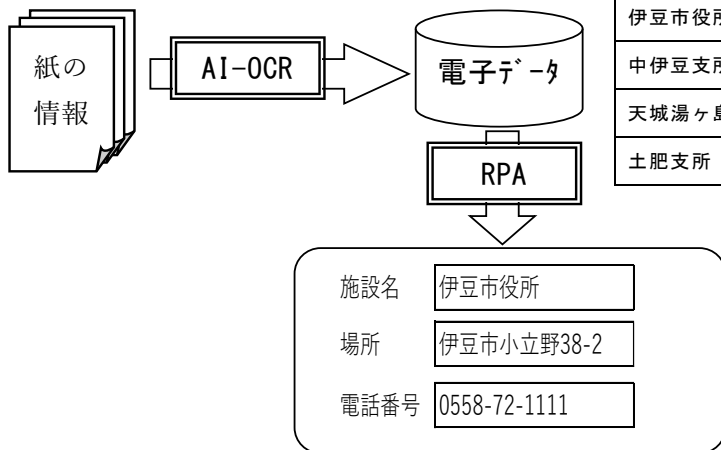 紙の
情報
AI-OCR
電子ﾃﾞｰﾀ
伊豆市役所
中伊豆支所
天城湯ヶ島
土肥支所
RPA
施設名 伊豆市役所
場所 伊豆市小立野38-2
電話番号 0558-72-1111